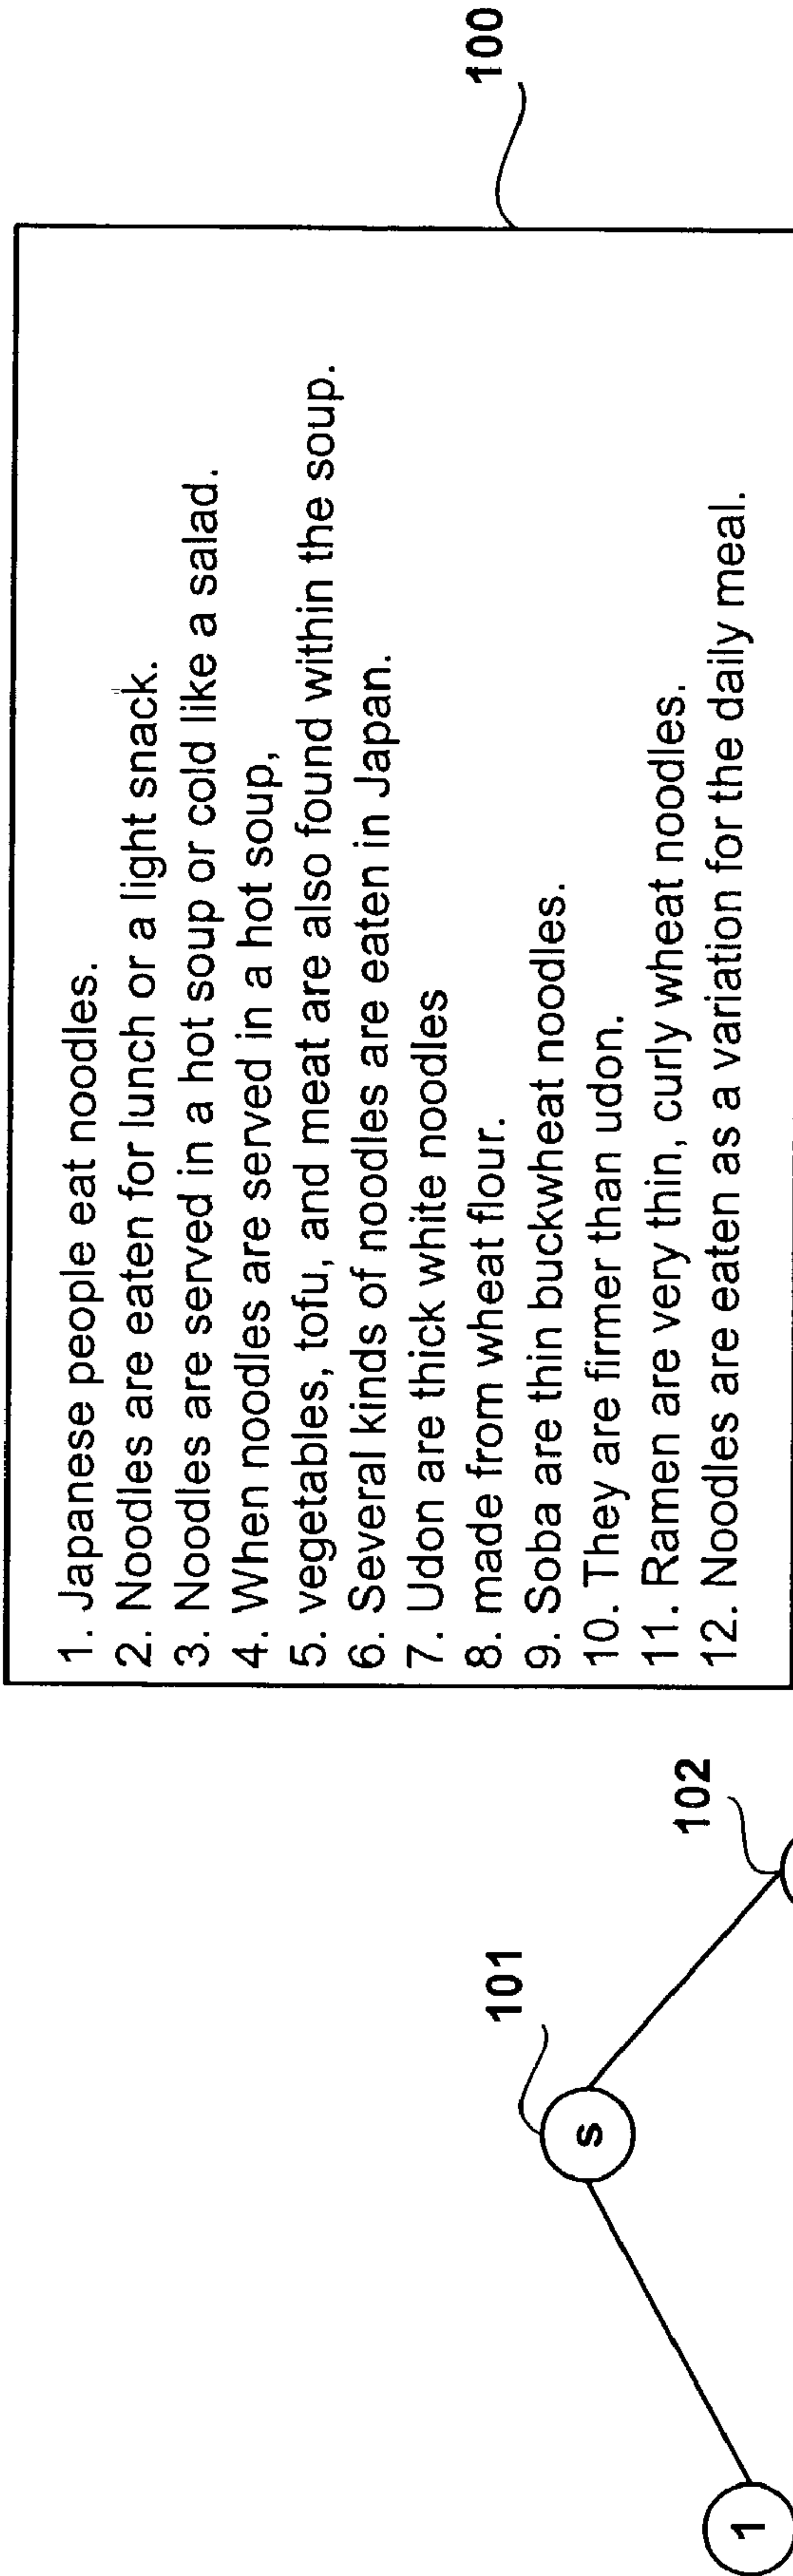 1. Japanese people eat noodles.
2. Noodles are eaten for lunch or a light snack.
3. Noodles are served in a hot soup or cold like a salad.
4. When noodles are served in a hot soup,
5. vegetables, tofu, and meat are also found within the soup.
6. Several kinds of noodles are eaten in Japan.
7. Udon are thick white noodles
8. made from wheat flour.
9. Soba are thin buckwheat noodles.
10. They are firmer than udon.
11. Ramen are very thin, curly wheat noodles.
12. Noodles are eaten as a variation for the daily meal.
100
101
s
102
1